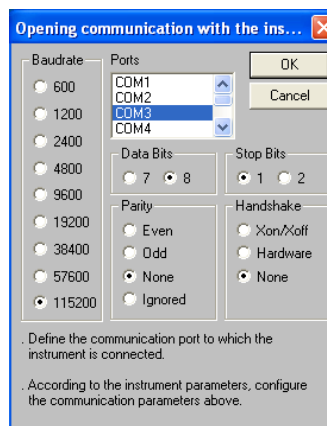 Opening communication with the ins...
Baudrate
600
1200
2400
4800
9600
19200
38400
57600
115200
Ports
COM1
COM2
COM3
COM4
OK
Cancel
Data Bits
7 8
Stop Bits
1 2
Parity
Even
Odd
None
Ignored
Handshake
Xon/Xoff
Hardware
None
. Define the communication port to which the
instrument is connected.
. According to the instrument parameters, configure
the communication parameters above.